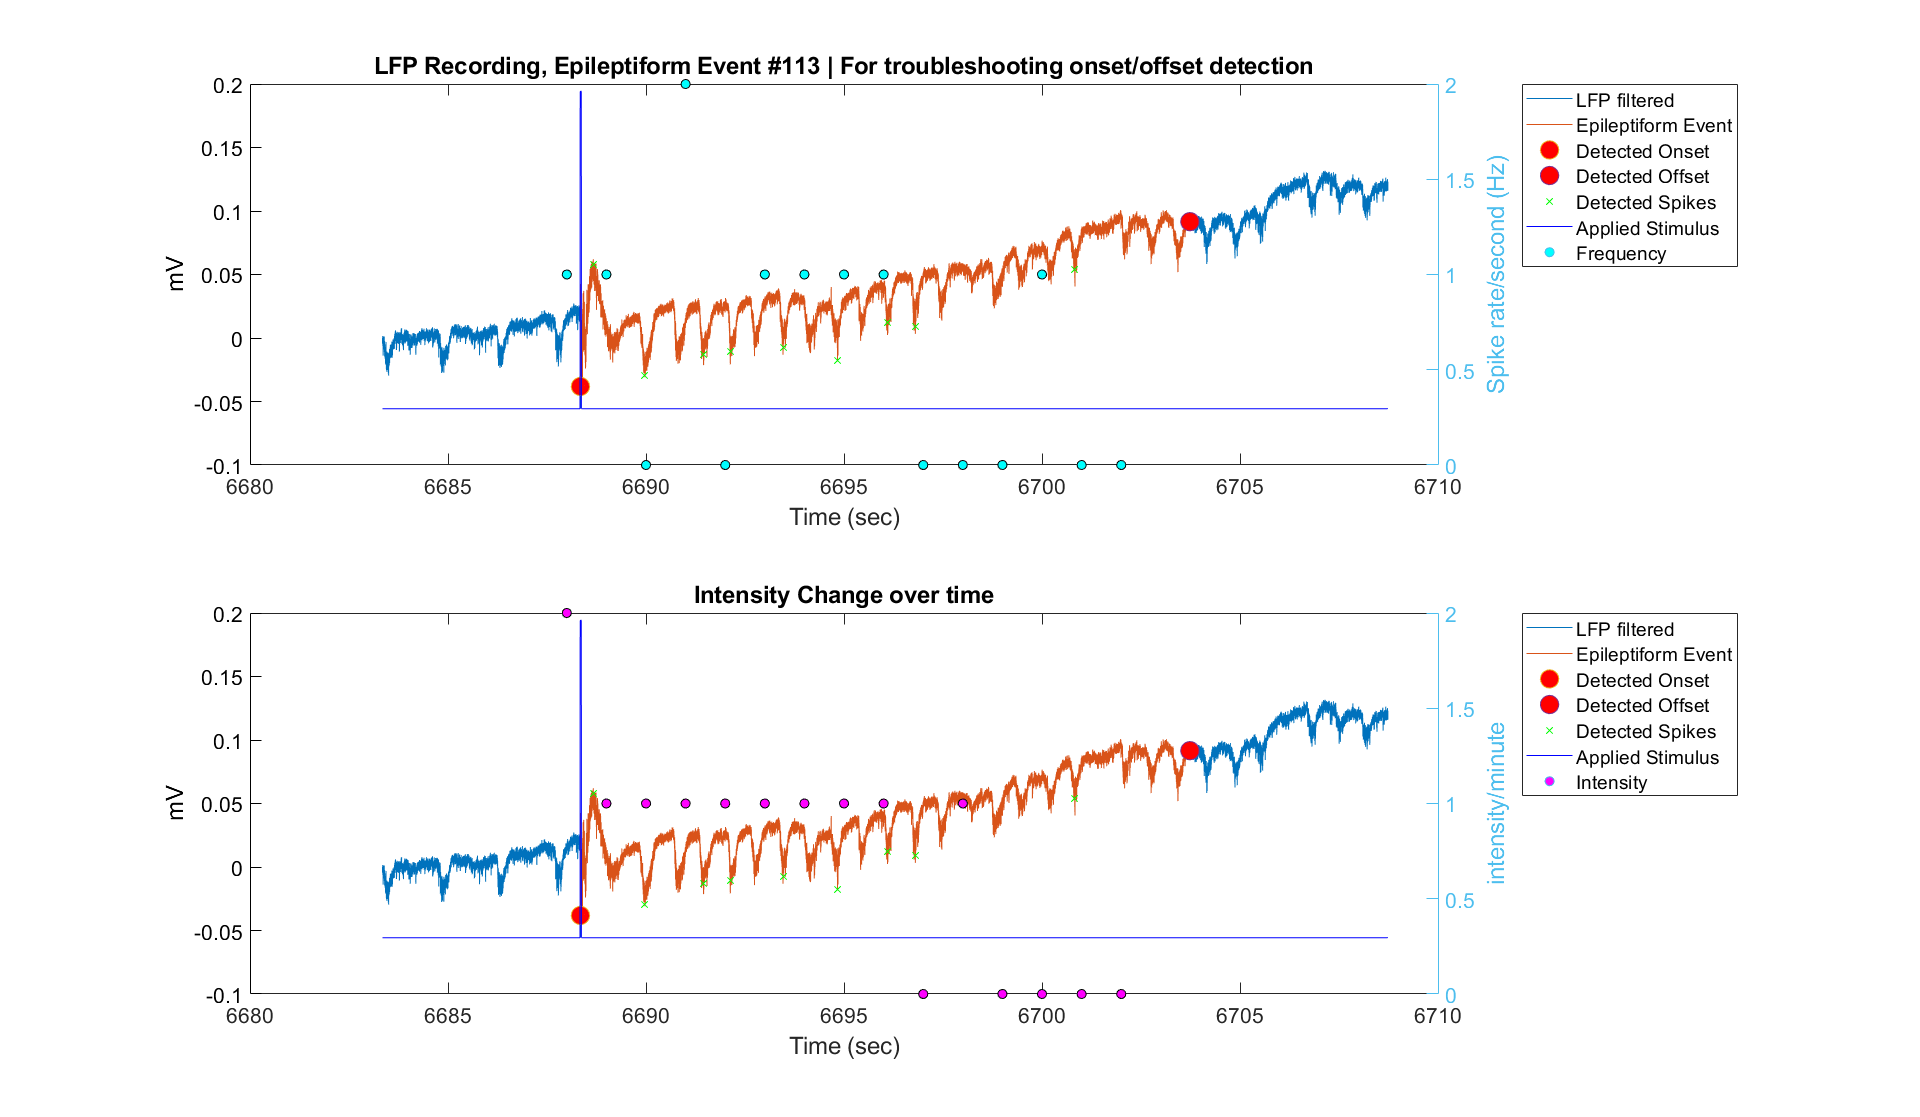 LFP Recording, Epileptiform Event #113 | For troubleshooting onset/offset detection
0.2
0.15
0.1
0.05
0
-0.05
-0.1
mV
2
1.5
1
0.5
0
Spike rate/second (Hz)
6680 6685 6690 6695 6700 6705 6710
Time (sec)
LFP filtered
Epileptiform Event
Detected Onset
Detected Offset
Detected Spikes
Applied Stimulus
Frequency
Intensity Change over time
0.2
0.15
0.1
0.05
0
-0.05
-0.1
mV
2
1.5
1
0.5
0
intensity/minute
6680 6685 6690 6695 6700 6705 6710
Time (sec)
LFP filtered
Epileptiform Event
Detected Onset
Detected Offset
Detected Spikes
Applied Stimulus
Intensity